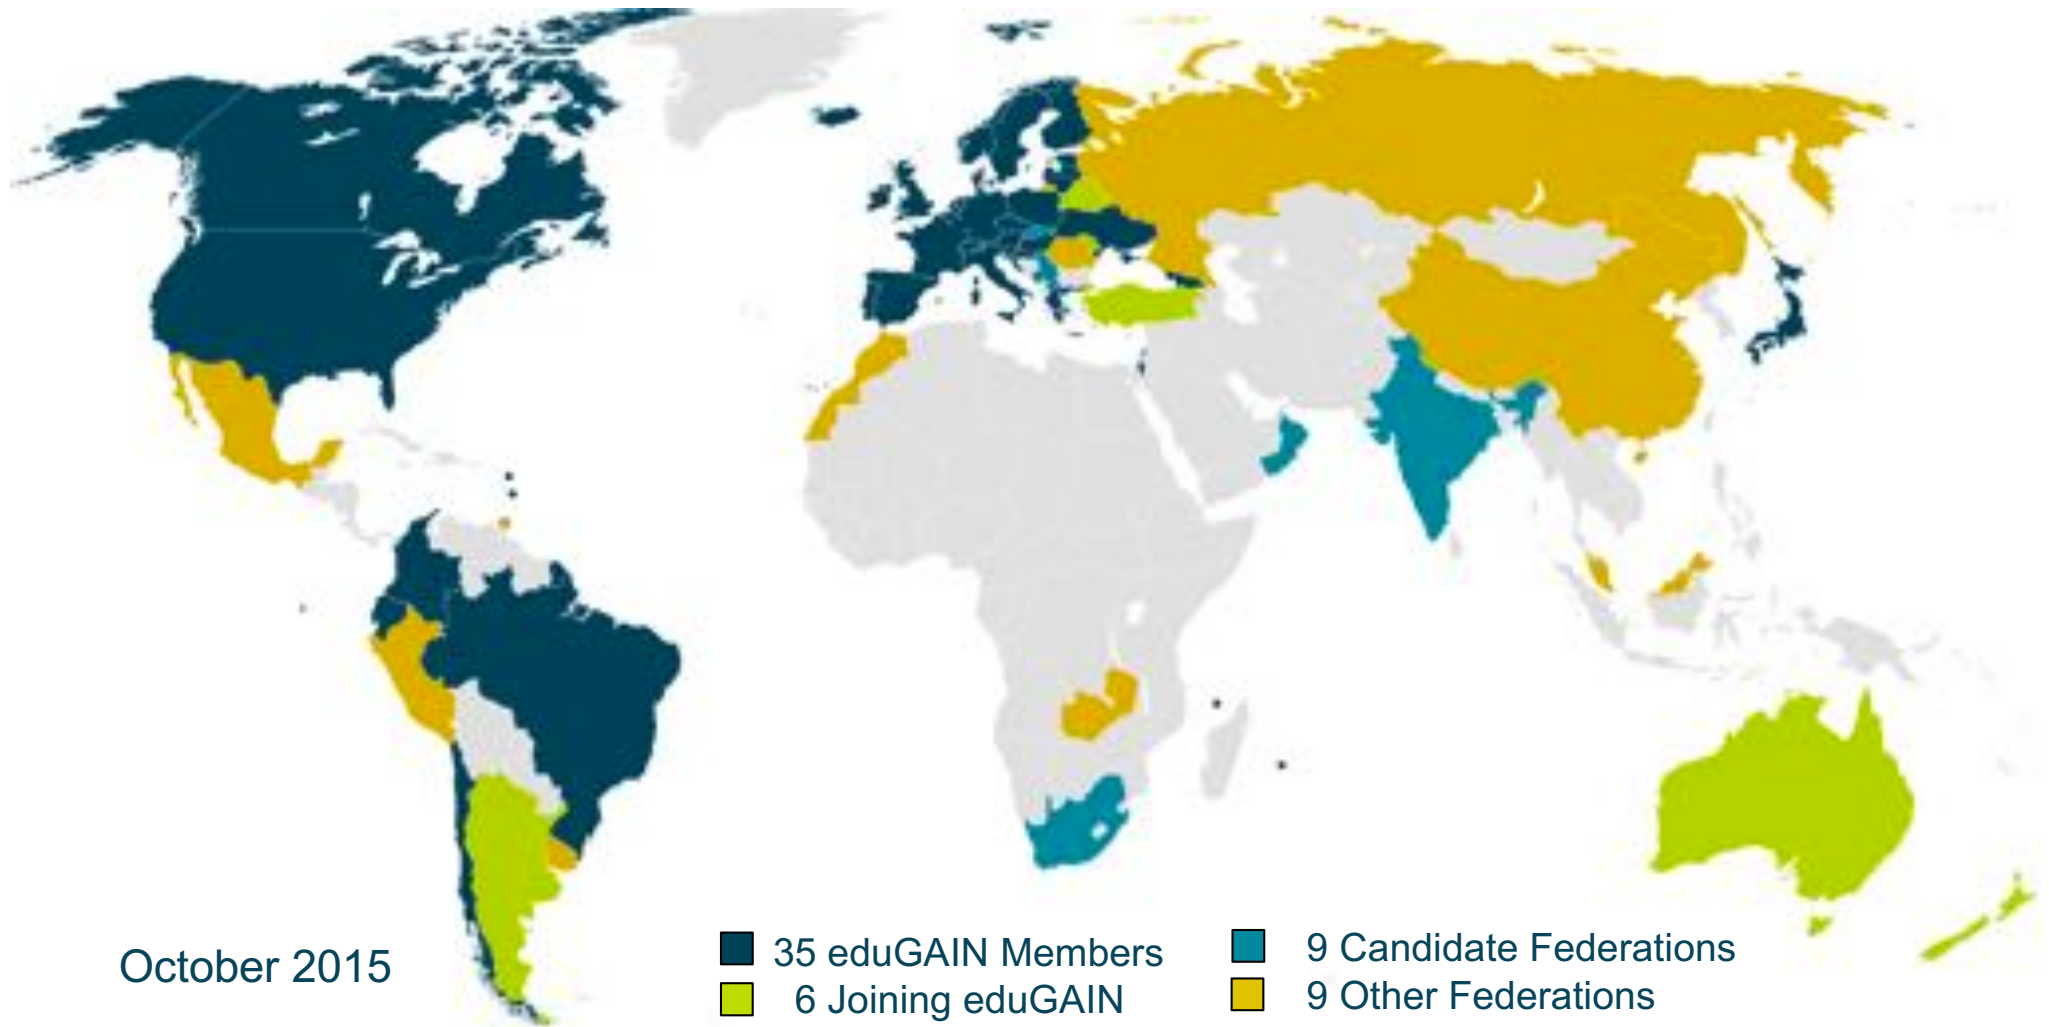 October 2015
35 eduGAIN Members
6 Joining eduGAIN
9 Candidate Federations
9 Other Federations